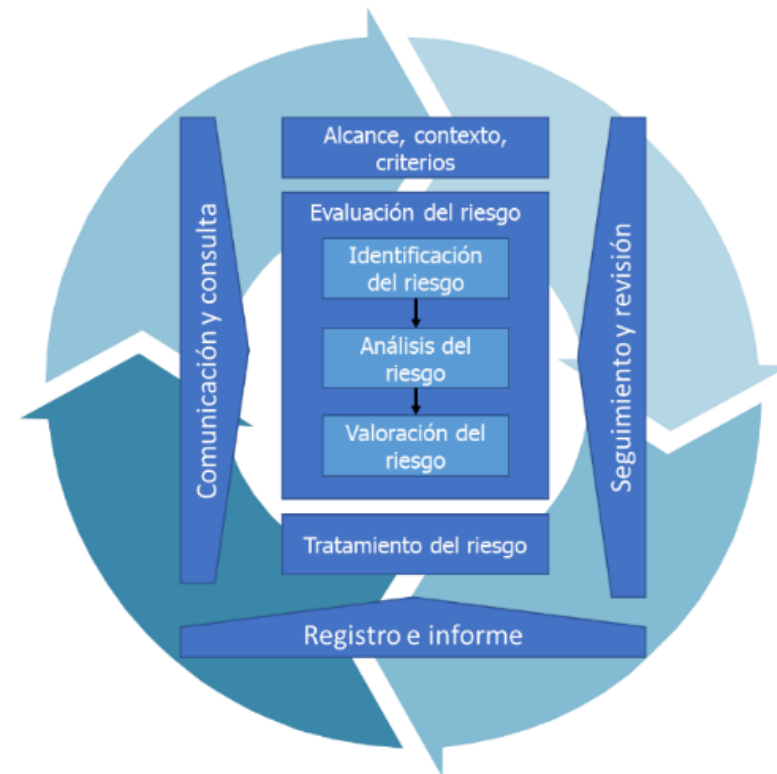 Alcance, contexto,
criterios
Evaluación del riesgo
Identificación
del riesgo
Análisis del
riesgo
Valoración del
riesgo
Tratamiento del riesgo
Comunicación y consulta
Seguimiento y revisión
Registro e informe